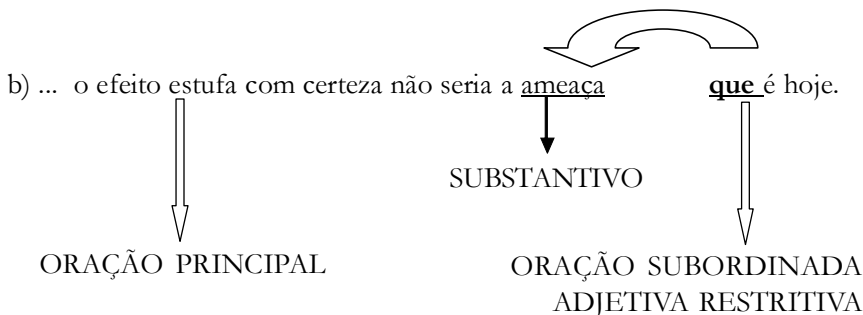 b) ... o efeito estufa com certeza não seria a ameaça que é hoje.
SUBSTANTIVO
ORAÇÃO PRINCIPAL
ORAÇÃO SUBORDINADA
ADJETIVA RESTRITIVA